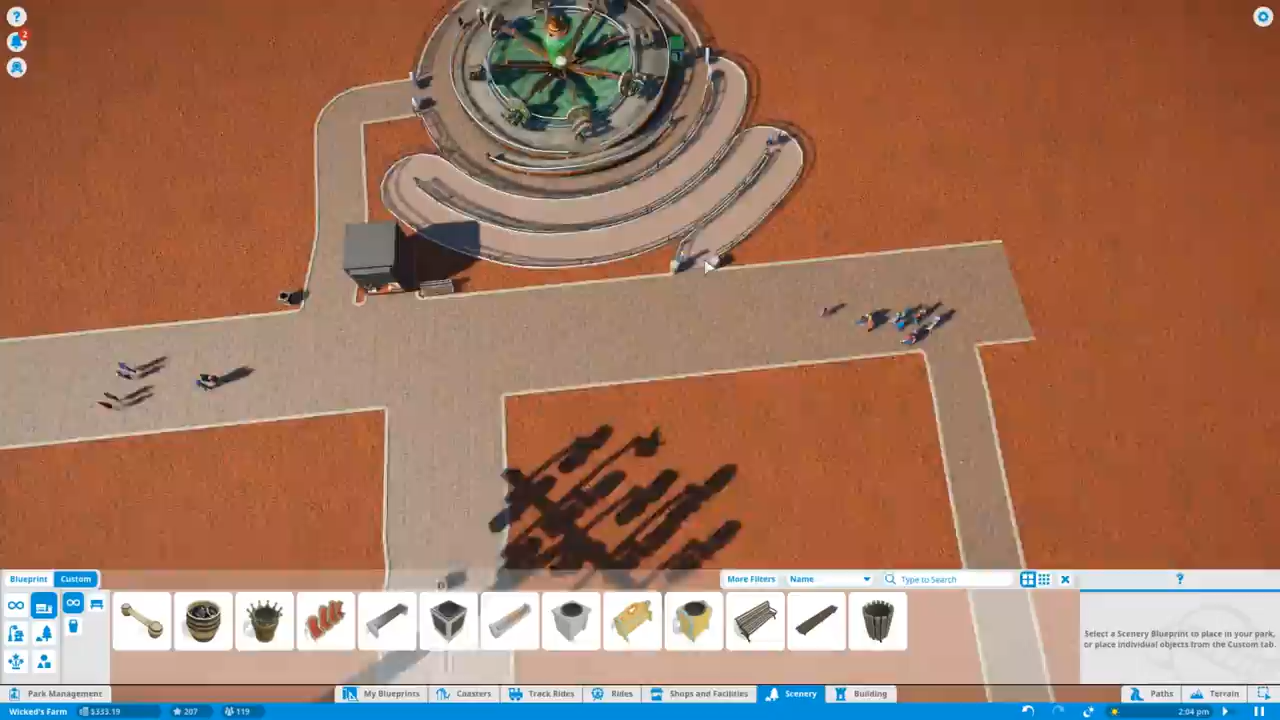 ?
2
Blueprint
Custom
More Filters
Name
Type to Search
?
Select a Scenery Blueprint to place in your park,
or place individual objects from the Custom tab.
Park Management
My Blueprints
Coasters
Track Rides
Rides
Shops and Facilities
Scenery
Building
Paths
Terrain
Wicked's Farm
$333.19
207
119
2:04 pm